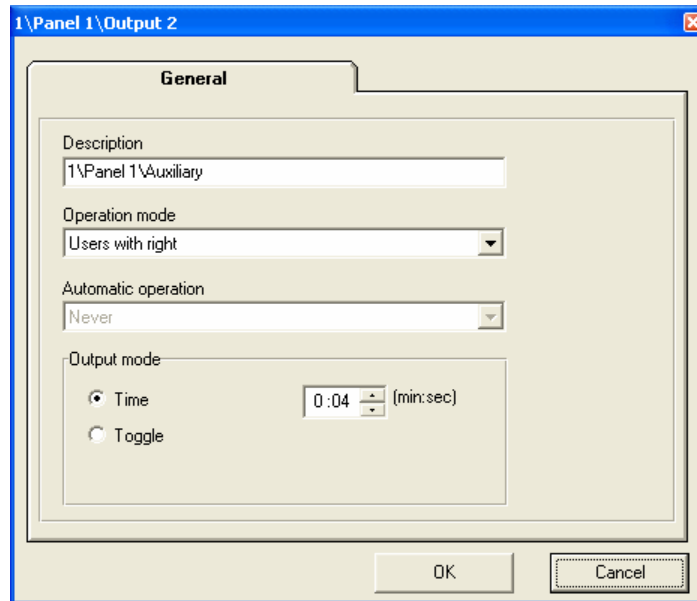 1\Panel 1\Output 2
General
Description
1\Panel 1\Auxiliary
Operation mode
Users with right
Automatic operation
Never
Output mode
Time 0 :04 (min:sec)
Toggle
OK Cancel